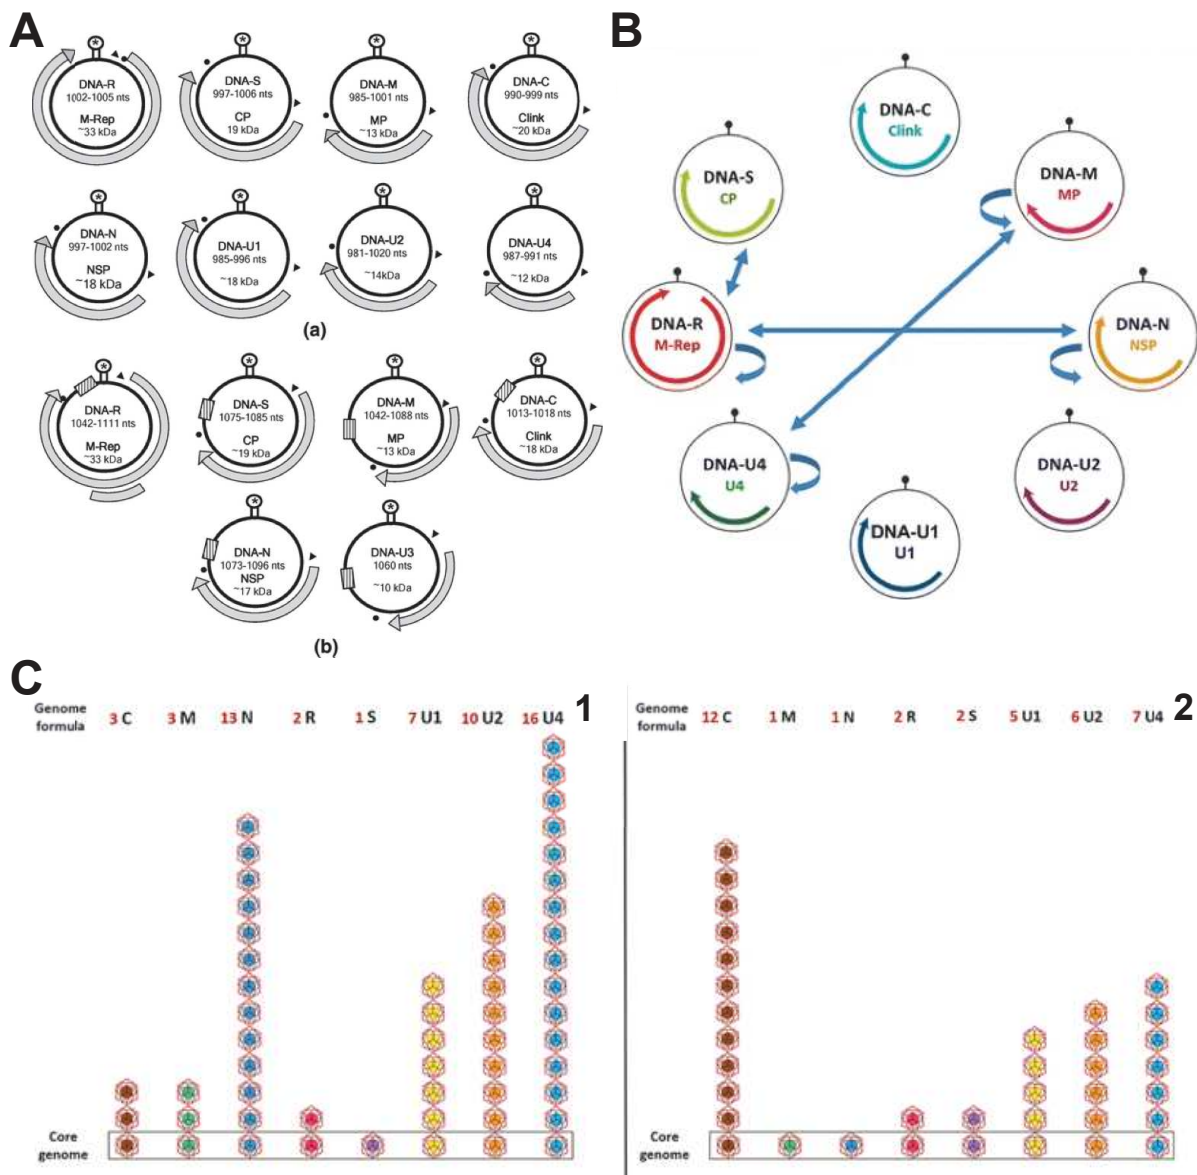 A
DNA-R
1002-1005 nts
M-Rep
~33 kDa
DNA-S
997-1006 nts
CP
19 kDa
DNA-M
985-1001 nts
MP
~13 kDa
DNA-C
990-999 nts
Clink
~20 kDa
DNA-N
997-1002 nts
NSP
~18 kDa
DNA-U1
985-996 nts
~18 kDa
DNA-U2
981-1020 nts
~14kDa
DNA-U4
987-991 nts
~12 kDa
(a)
DNA-R
1042-1111 nts
M-Rep
~33 kDa
DNA-S
1075-1085 nts
CP
~19 kDa
DNA-M
1042-1088 nts
MP
~13 kDa
DNA-C
1013-1018 nts
Clink
~18 kDa
DNA-N
1073-1096 nts
NSP
~17 kDa
DNA-U3
1060 nts
~10 kDa
(b)
B
DNA-C
Clink
DNA-S
CP
DNA-M
MP
DNA-R
M-Rep
DNA-N
NSP
DNA-U4
U4
DNA-U2
U2
DNA-U1
U1
C
Genome
formula
3 C 3 M 13 N 2 R 1 S 7 U1 10 U2 16 U4 1
Core
genome
Genome
formula
12 C 1 M 1 N 2 R 2 S 5 U1 6 U2 7 U4 2
Core
genome